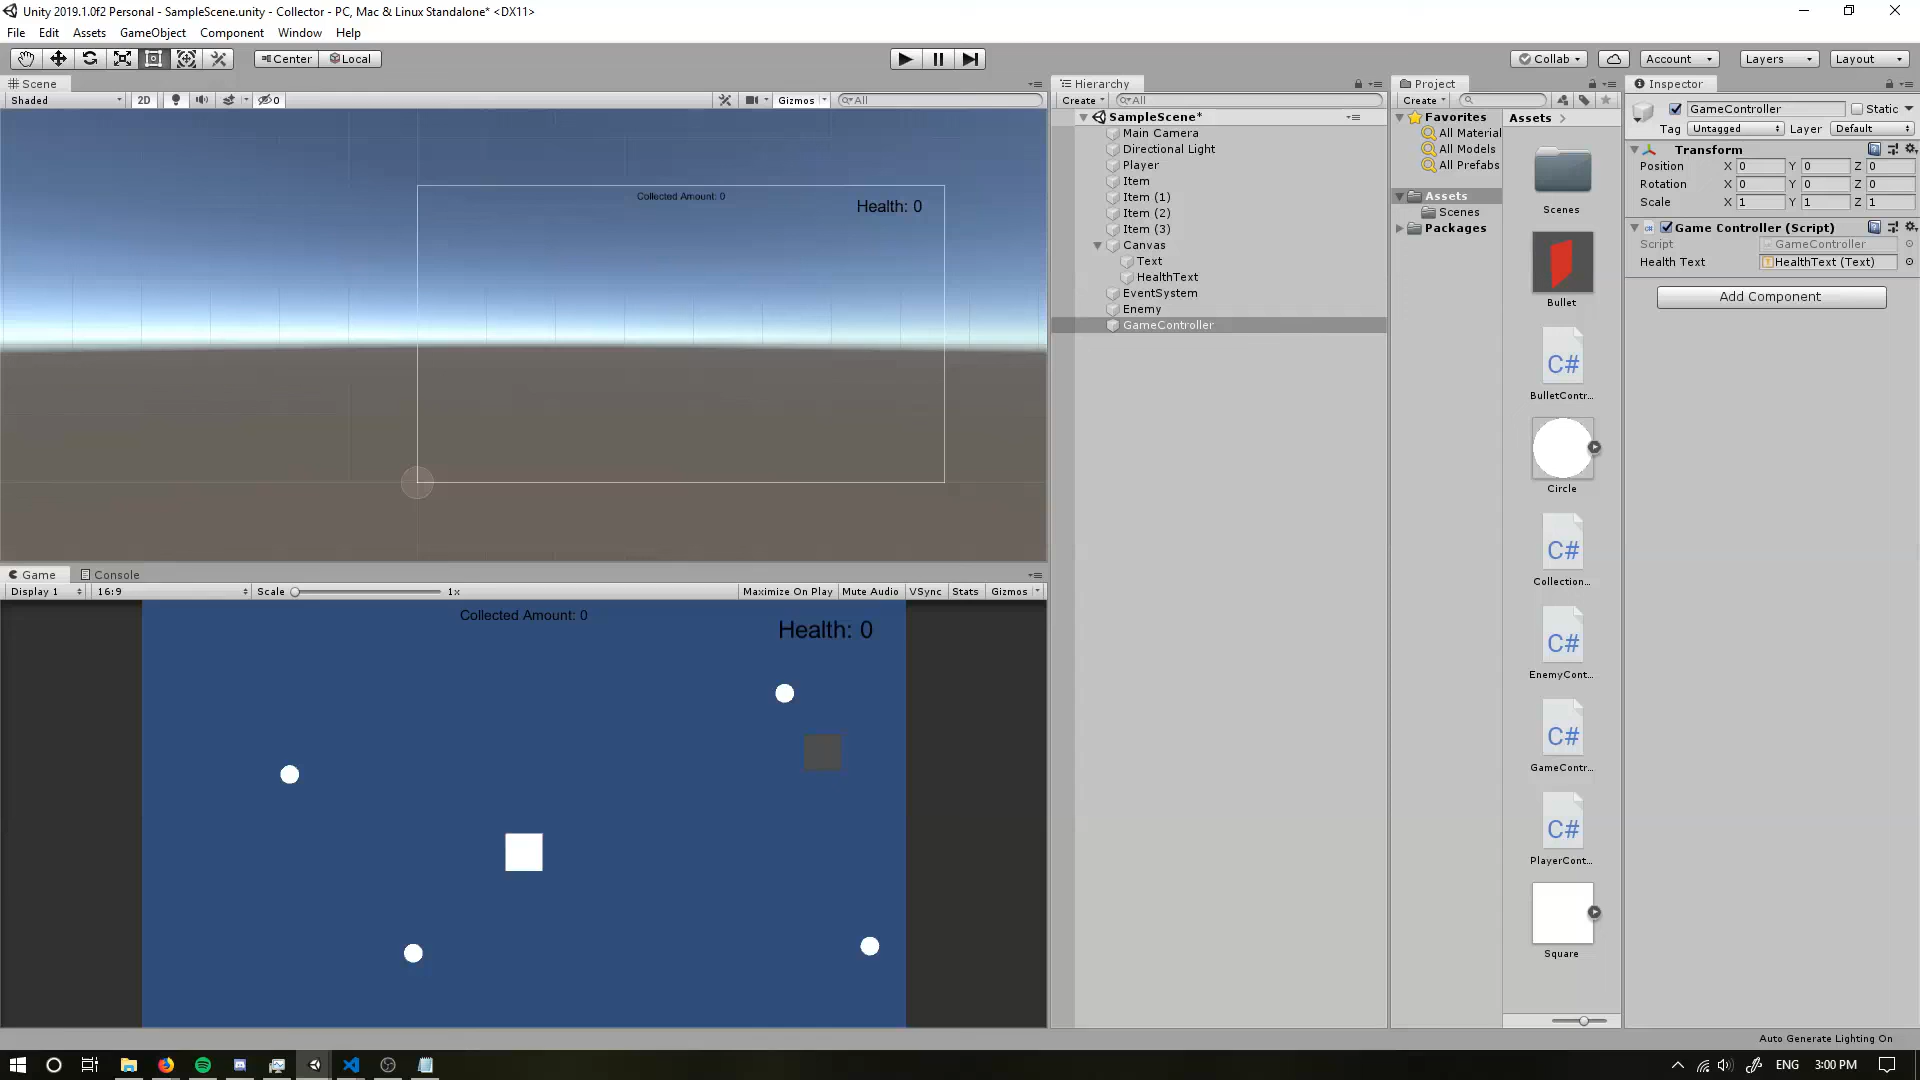 Unity 2019.1.0f2 Personal - SampleScene.unity - Collector - PC, Mac & Linux Standalone* <DX11>
File Edit Assets GameObject Component Window Help
Center Local
Collab Account Layers Layout
Scene
Shaded 2D 0 Gizmos All
Collected Amount: 0
Health: 0
Game Console
Display 1 16:9 Scale 1x Maximize On Play Mute Audio VSync Stats Gizmos
Collected Amount: 0
Health: 0
Hierarchy
Create All
SampleScene*
Main Camera
Directional Light
Player
Item
Item (1)
Item (2)
Item (3)
Canvas
Text
HealthText
EventSystem
Enemy
GameController
Project
Create
Favorites
All Material
All Models
All Prefabs
Assets
Scenes
Packages
Assets
Scenes
Bullet
C#
BulletContr...
Circle
C#
Collection...
C#
EnemyCont...
C#
GameContr...
C#
PlayerCont...
Square
Inspector
GameController Static
Tag Untagged Layer Default
Transform
Position X 0 Y 0 Z 0
Rotation X 0 Y 0 Z 0
Scale X 1 Y 1 Z 1
Game Controller (Script)
Script GameController
Health Text HealthText (Text)
Add Component
Auto Generate Lighting On
ENG 3:00 PM